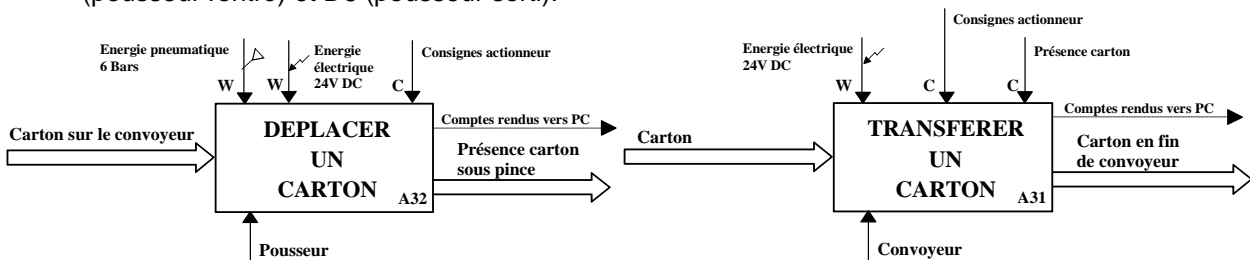 (pousseur rentré) et D6 (pousseur sorti).
Energie pneumatique
6 Bars
Energie
électrique
24V DC
Consignes actionneur
W
W
C
Carton sur le convoyeur
DEPLACER
UN
CARTON
A32
Comptes rendus vers PC
Présence carton
sous pince
Pousseur
Consignes actionneur
Energie électrique
24V DC
Présence carton
W
C
C
Carton
TRANSFERER
UN
CARTON
A31
Comptes rendus vers PC
Carton en fin
de convoyeur
Convoyeur